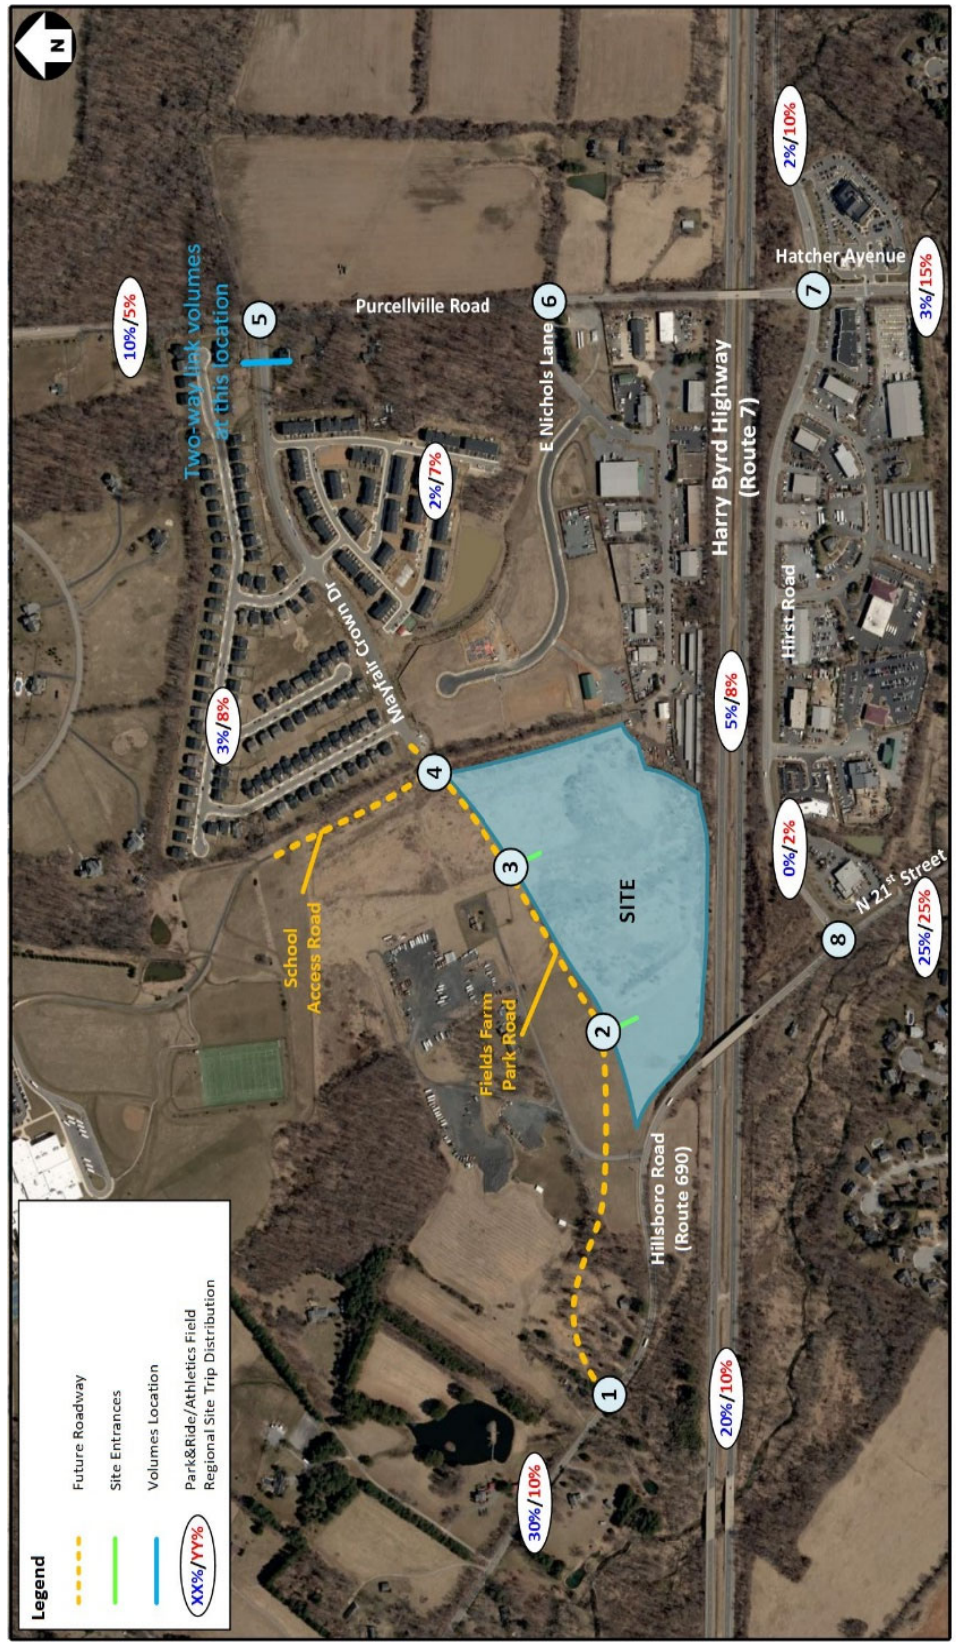 N
Legend
Future Roadway
Site Entrances
Volumes Location
XX%/YY%
Park&Ride/Athletics Field
Regional Site Trip Distribution
Two-way link volumes
at this location
10%/5%
5
Purcellville Road
6
E Nichols Lane
2%/7%
3%/8%
Mayfair Crown Dr
4
School
Access Road
3
Fields Farm
Park Road
2
SITE
1
30%/10%
Hillsboro Road
(Route 690)
20%/10%
Harry Byrd Highway
(Route 7)
5%/8%
2%/10%
7
Hatcher Avenue
3%/15%
Hirst Road
0%/2%
8
N 21st Street
25%/25%